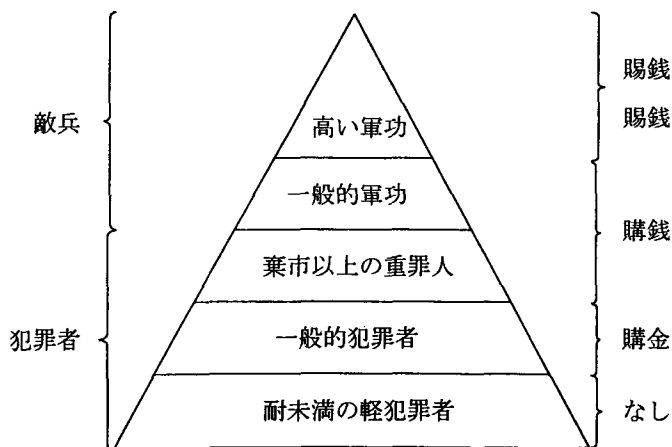 賜銭
敵兵
高い軍功
賜銭
一般的軍功
購銭
棄市以上の重罪人
犯罪者
一般的犯罪者
購金
耐未満の軽犯罪者
なし